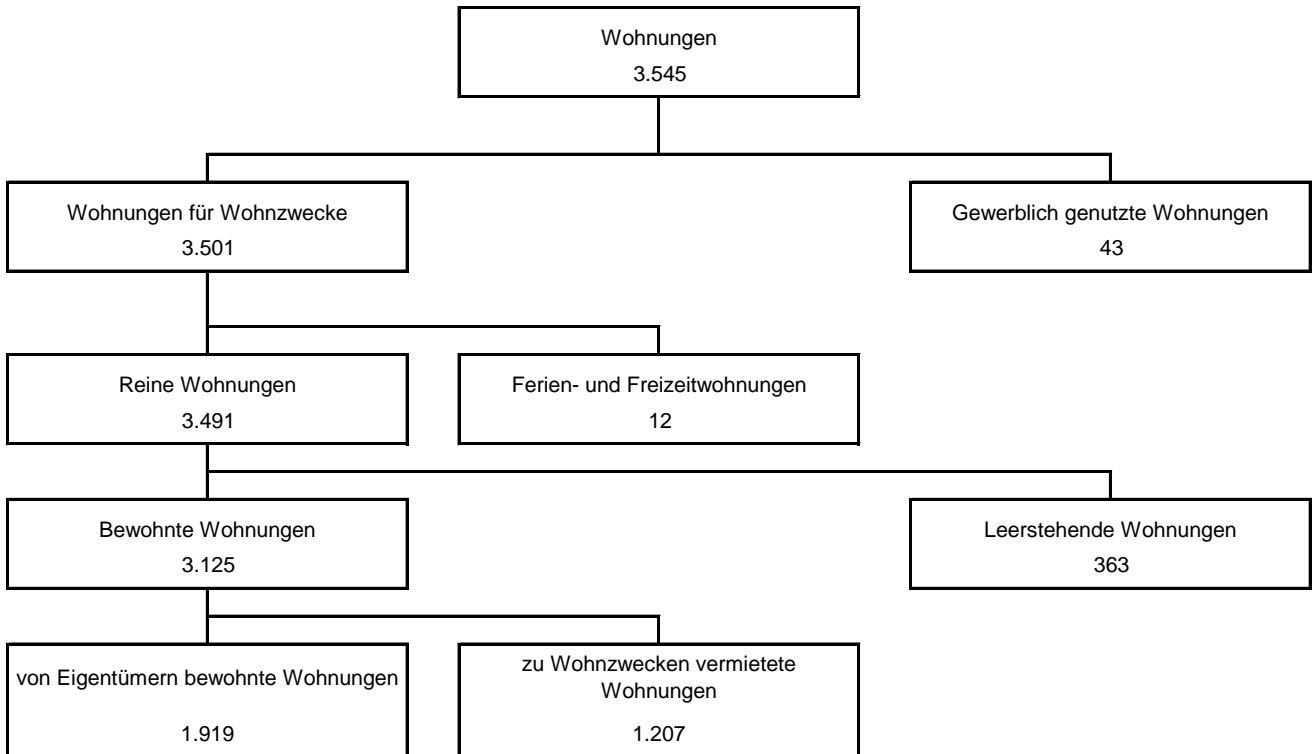 Wohnungen
3.545
Wohnungen für Wohnzwecke
3.501
Gewerblich genutzte Wohnungen
43
Reine Wohnungen
3.491
Ferien- und Freizeitwohnungen
12
Bewohnte Wohnungen
3.125
Leerstehende Wohnungen
363
von Eigentümern bewohnte Wohnungen
1.919
zu Wohnzwecken vermietete
Wohnungen
1.207